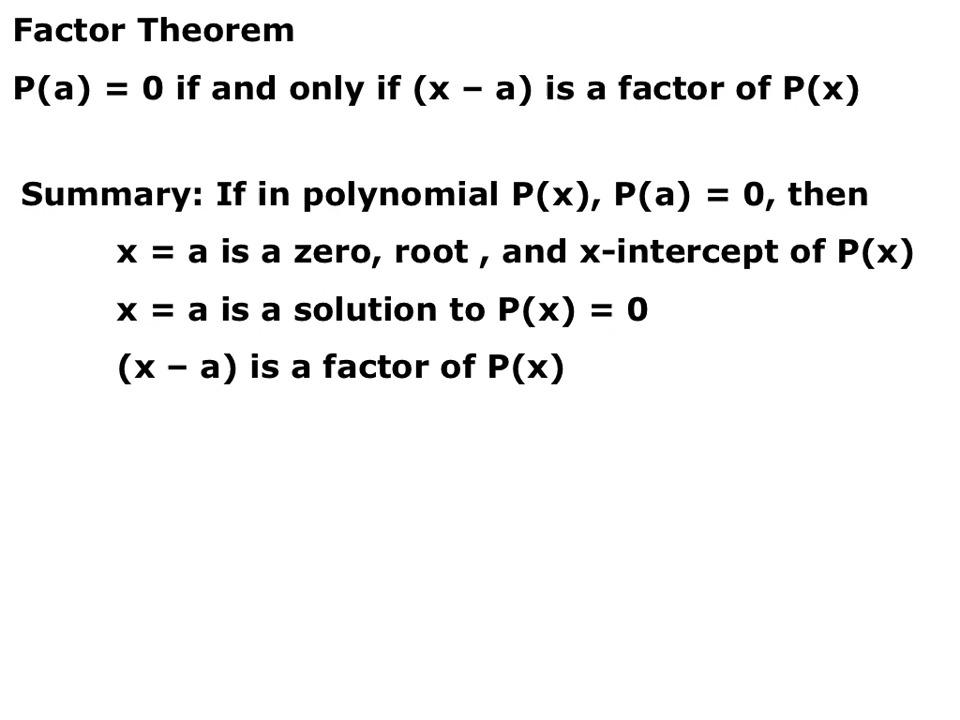 Factor Theorem
P(a) = 0 if and only if (x – a) is a factor of P(x)
Summary: If in polynomial P(x), P(a) = 0, then
x = a is a zero, root , and x-intercept of P(x)
x = a is a solution to P(x) = 0
(x – a) is a factor of P(x)